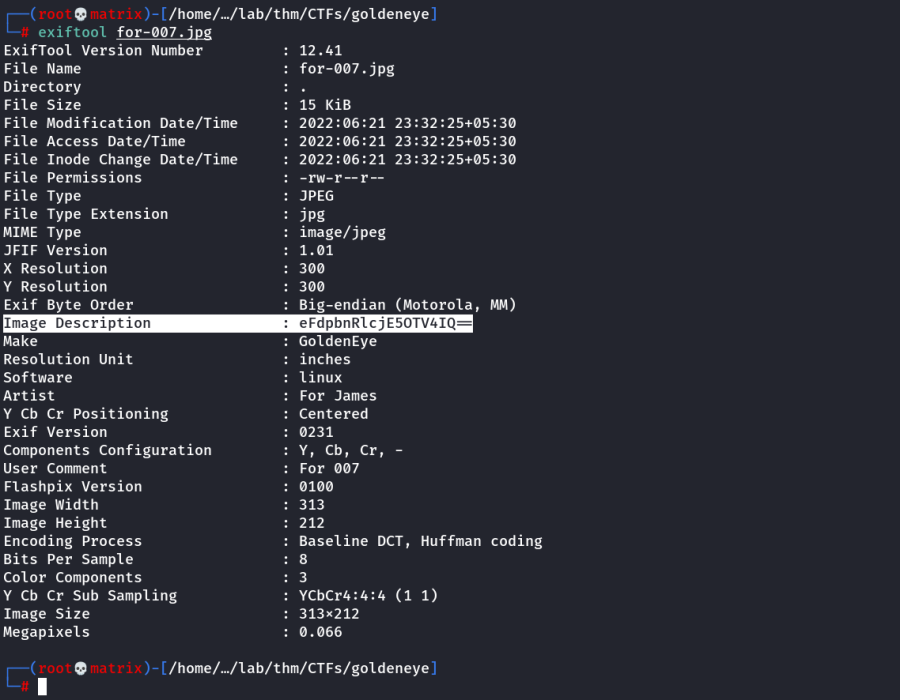 ┌──(root💀matrix)-[/home/…/lab/thm/CTFs/goldeneye]
└─# exiftool for-007.jpg
ExifTool Version Number         : 12.41
File Name                       : for-007.jpg
Directory                       : .
File Size                       : 15 KiB
File Modification Date/Time     : 2022:06:21 23:32:25+05:30
File Access Date/Time           : 2022:06:21 23:32:25+05:30
File Inode Change Date/Time     : 2022:06:21 23:32:25+05:30
File Permissions                : -rw-r--r--
File Type                       : JPEG
File Type Extension             : jpg
MIME Type                       : image/jpeg
JFIF Version                    : 1.01
X Resolution                    : 300
Y Resolution                    : 300
Exif Byte Order                 : Big-endian (Motorola, MM)
Image Description               : eFdpbnRlcjE5OTV4IQ==
Make                            : GoldenEye
Resolution Unit                 : inches
Software                        : linux
Artist                          : For James
Y Cb Cr Positioning             : Centered
Exif Version                    : 0231
Components Configuration        : Y, Cb, Cr, -
User Comment                    : For 007
Flashpix Version                : 0100
Image Width                     : 313
Image Height                    : 212
Encoding Process                : Baseline DCT, Huffman coding
Bits Per Sample                 : 8
Color Components                : 3
Y Cb Cr Sub Sampling            : YCbCr4:4:4 (1 1)
Image Size                      : 313×212
Megapixels                      : 0.066
┌──(root💀matrix)-[/home/…/lab/thm/CTFs/goldeneye]
└─#